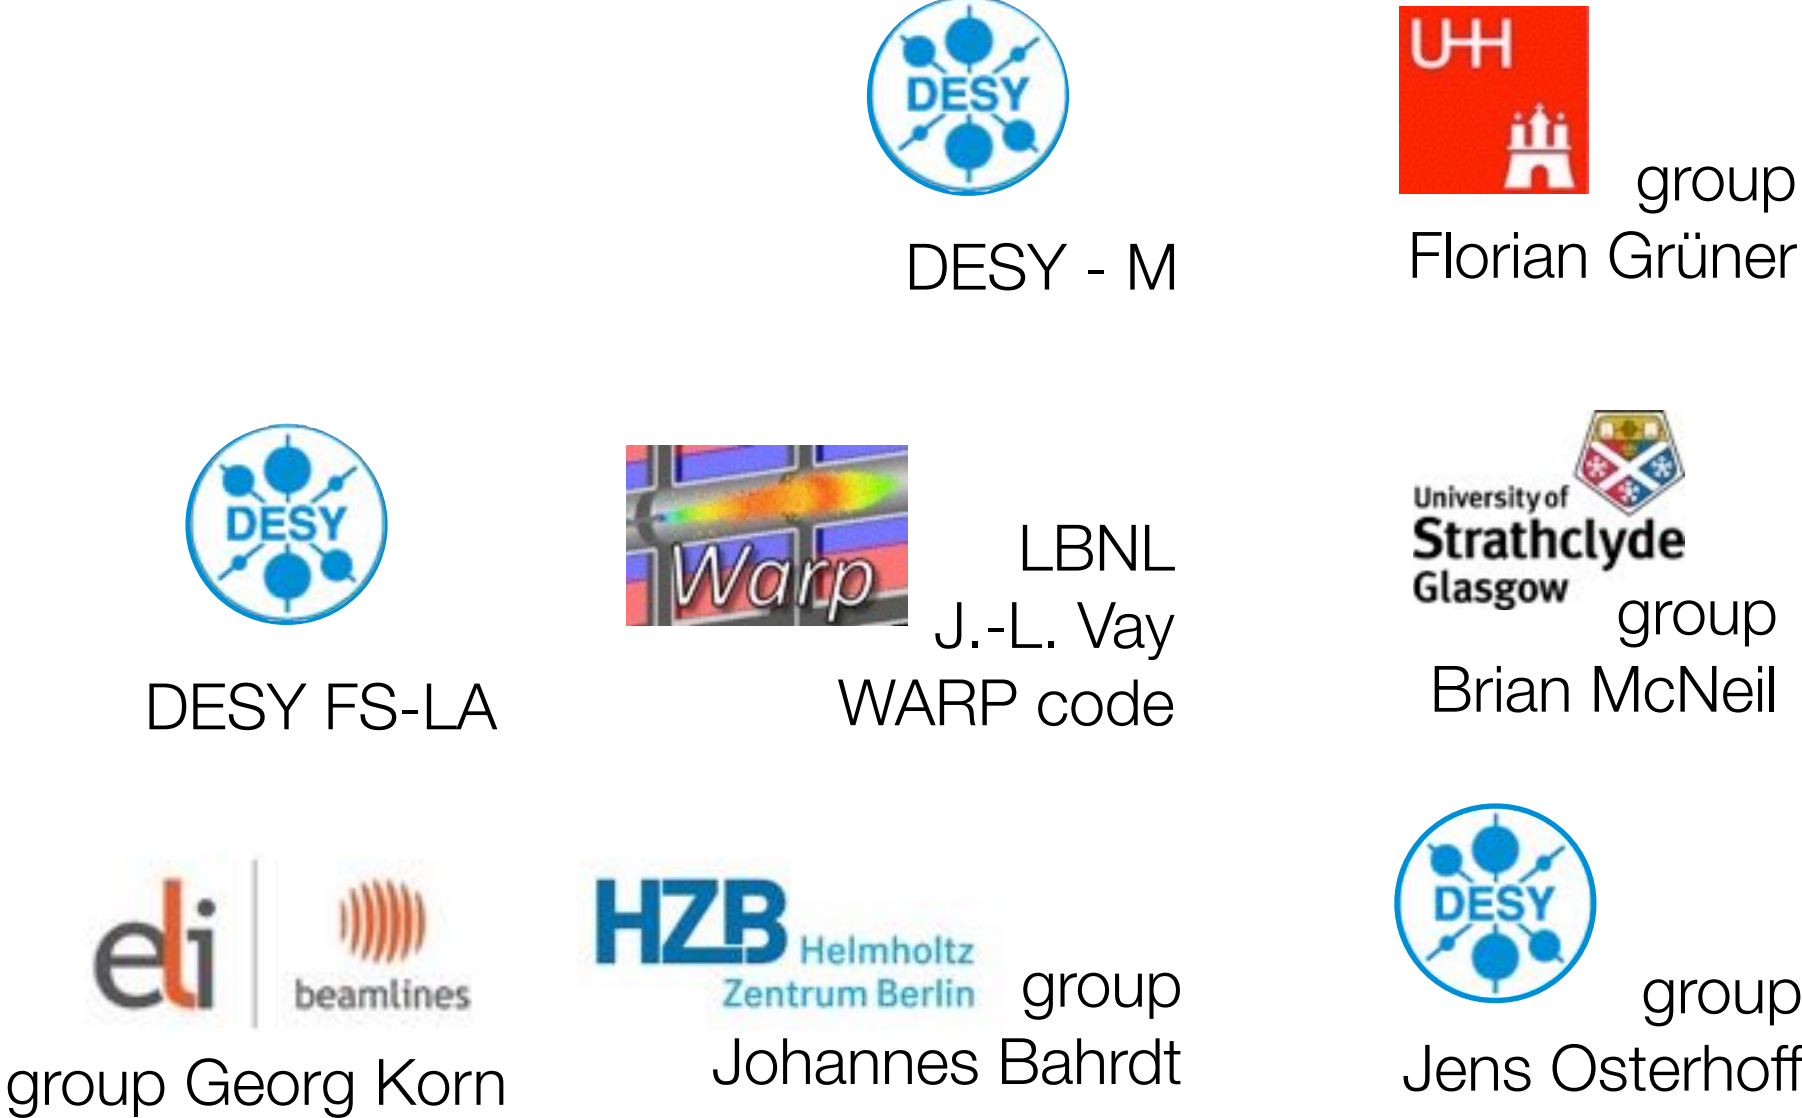 DESY
DESY - M
UH
group
Florian Grüner
DESY
DESY FS-LA
Warp
LBNL
J.-L. Vay
WARP code
University of
Strathclyde
Glasgow
group
Brian McNeil
eli
beamlines
group Georg Korn
HZB
Helmholtz
Zentrum Berlin
group
Johannes Bahrdt
DESY
group
Jens Osterhoff